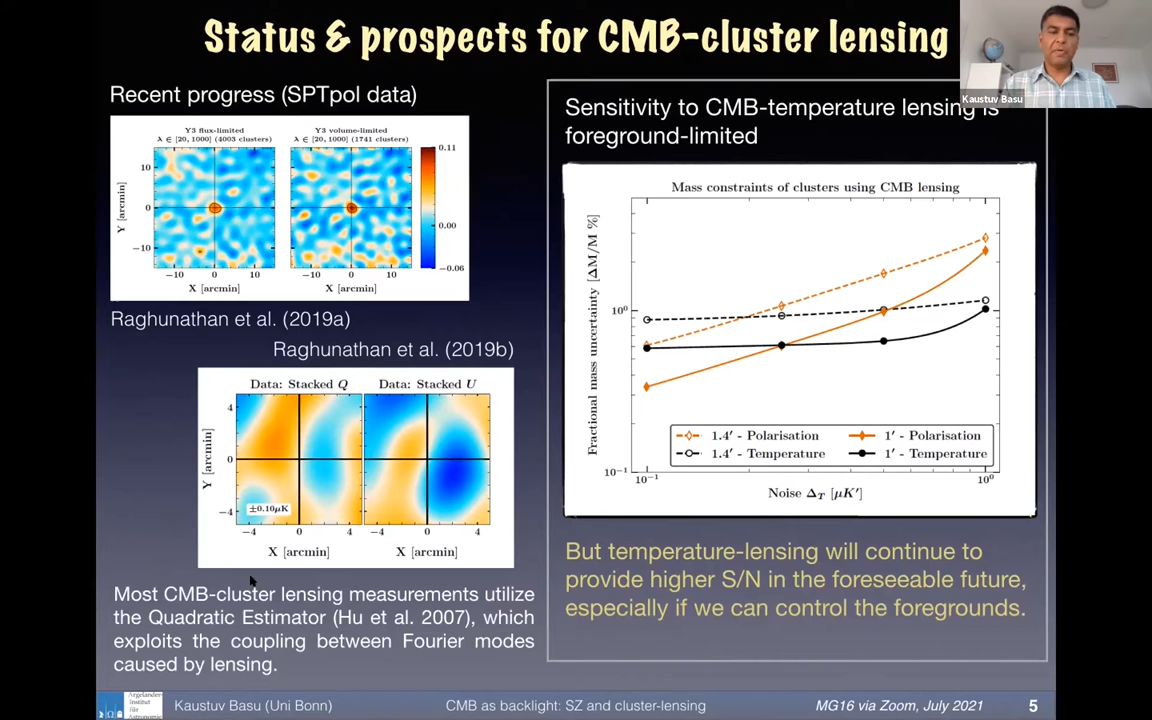 Status & prospects for CMB-cluster lensing
Kaustuv Basu
Recent progress (SPTpol data)
Y3 flux-limited
λ ∈ [20, 1000] (4003 clusters)
Y3 volume-limited
λ ∈ [20, 1000] (1741 clusters)
Y [arcmin]
10
0
−10
−10 0 10
−10 0 10
X [arcmin]
X [arcmin]
0.11
0.00
−0.06
Raghunathan et al. (2019a)
Raghunathan et al. (2019b)
Data: Stacked Q
Data: Stacked U
Y [arcmin]
4
0
−4
±0.10μK
−4 0 4
−4 0 4
X [arcmin]
X [arcmin]
Most CMB-cluster lensing measurements utilize
the Quadratic Estimator (Hu et al. 2007), which
exploits the coupling between Fourier modes
caused by lensing.
Sensitivity to CMB-temperature lensing is
foreground-limited
Mass constraints of clusters using CMB lensing
Fractional mass uncertainty [ΔM/M %]
10⁰
10⁻¹
1.4′ - Polarisation
1′ - Polarisation
1.4′ - Temperature
1′ - Temperature
10⁻¹
10⁰
Noise Δ_T [μK′]
But temperature-lensing will continue to
provide higher S/N in the foreseeable future,
especially if we can control the foregrounds.
Argelander-
Institut
für
Astronomie
Kaustuv Basu (Uni Bonn)
CMB as backlight: SZ and cluster-lensing
MG16 via Zoom, July 2021
5